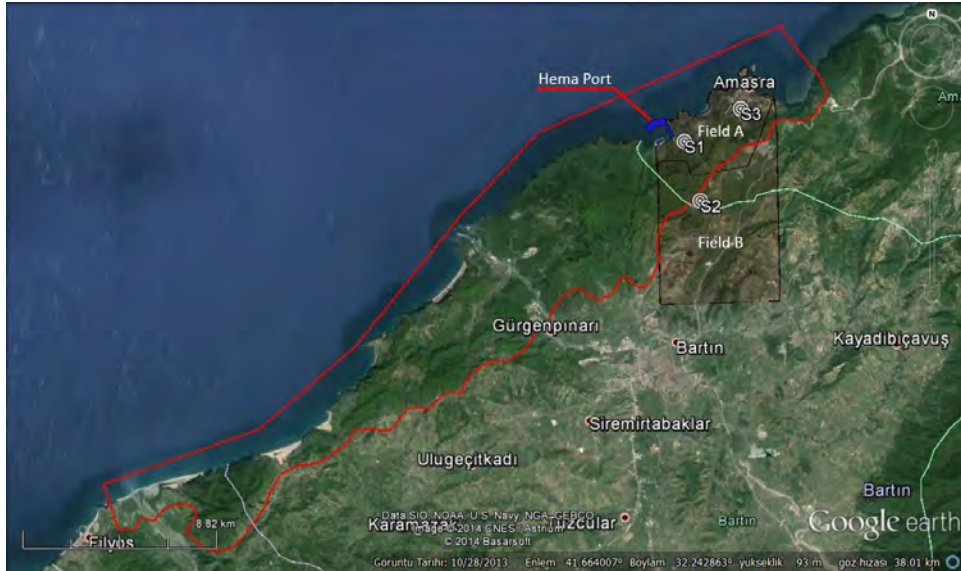 N
Hema Port
Amasra
S3
Field A
S1
S2
Field B
Gürgenpınarı
Bartın
Kayadibiçavuş
Siremirtabaklar
Ulugeçitkadı
Bartın
8.82 km
Data SIO, NOAA, U.S. Navy, NGA, GEBCO
Image © 2014 CNES / Astrium
© 2014 Basarsoft
Bartın
Google earth
Filyos
Görüntü Tarihi: 10/28/2013 Enlem 41.664007° Boylam 32.242863° yükseklik 93 m göz hizası 38.01 km